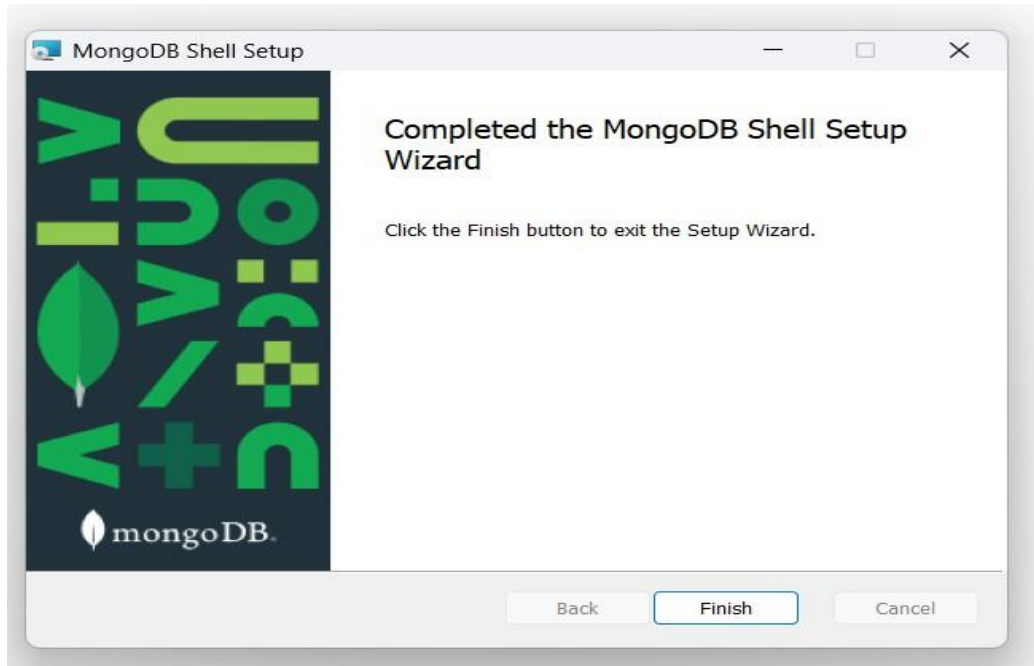 MongoDB Shell Setup
Completed the MongoDB Shell Setup
Wizard
Click the Finish button to exit the Setup Wizard.
mongoDB.
Back
Finish
Cancel